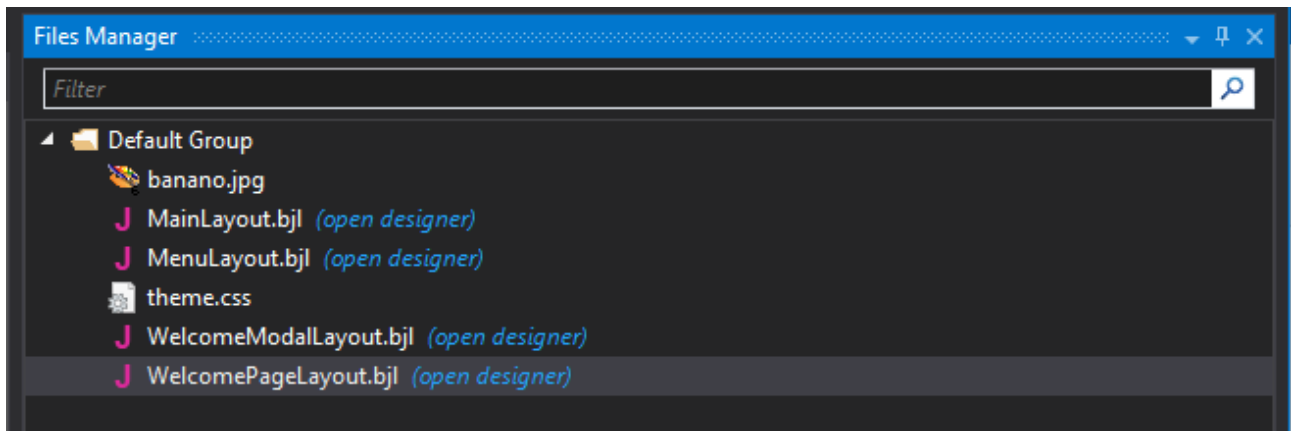 Files Manager
Filter
Default Group
banano.jpg
MainLayout.bjl (open designer)
MenuLayout.bjl (open designer)
theme.css
WelcomeModalLayout.bjl (open designer)
WelcomePageLayout.bjl (open designer)